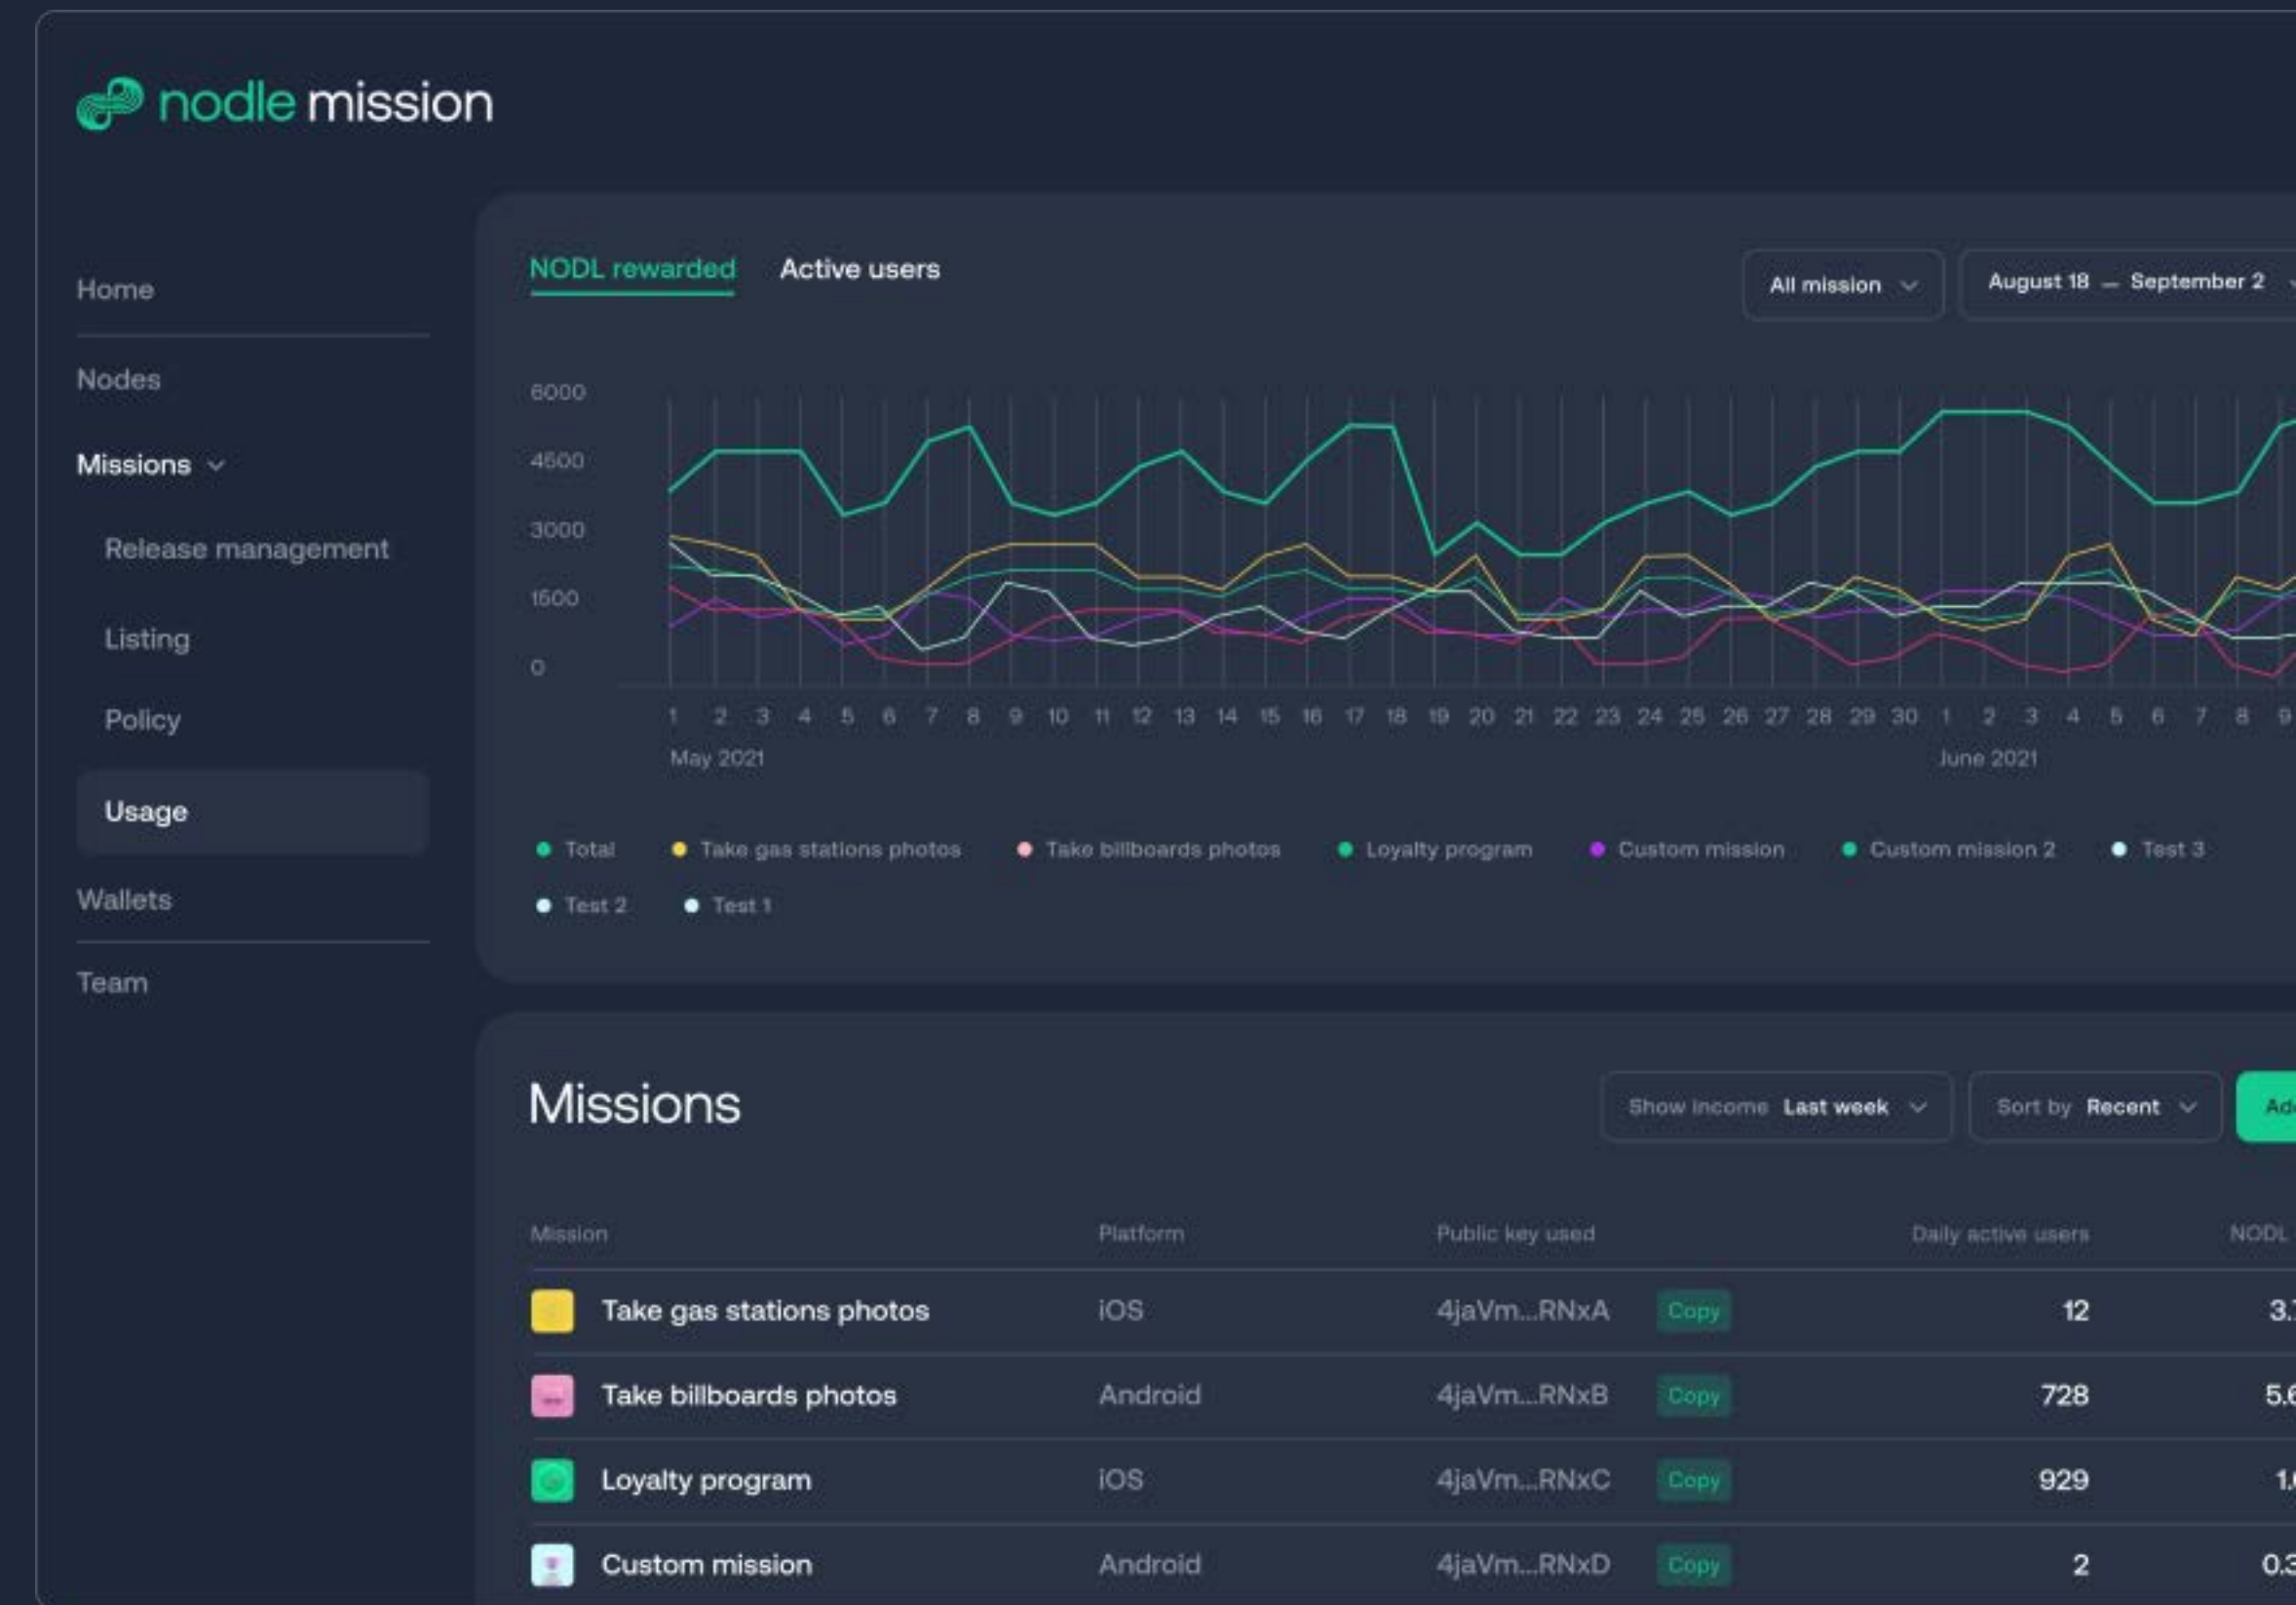 nodle mission
Home
Nodes
Missions
Release management
Listing
Policy
Usage
Wallets
Team
NODL rewarded Active users
All mission August 18 — September 2
6000
4500
3000
1500
0
1 2 3 4 5 6 7 8 9 10 11 12 13 14 15 16 17 18 19 20 21 22 23 24 25 26 27 28 29 30 1 2 3 4 5 6 7 8 9
May 2021 June 2021
Total Take gas stations photos Take billboards photos Loyalty program Custom mission Custom mission 2 Test 3
Test 2 Test 1
Missions
Show income Last week Sort by Recent
Mission Platform Public key used Daily active users NODL
Take gas stations photos iOS 4jaVm...RNxA Copy 12
Take billboards photos Android 4jaVm...RNxB Copy 728
Loyalty program iOS 4jaVm...RNxC Copy 929
Custom mission Android 4jaVm...RNxD Copy 2